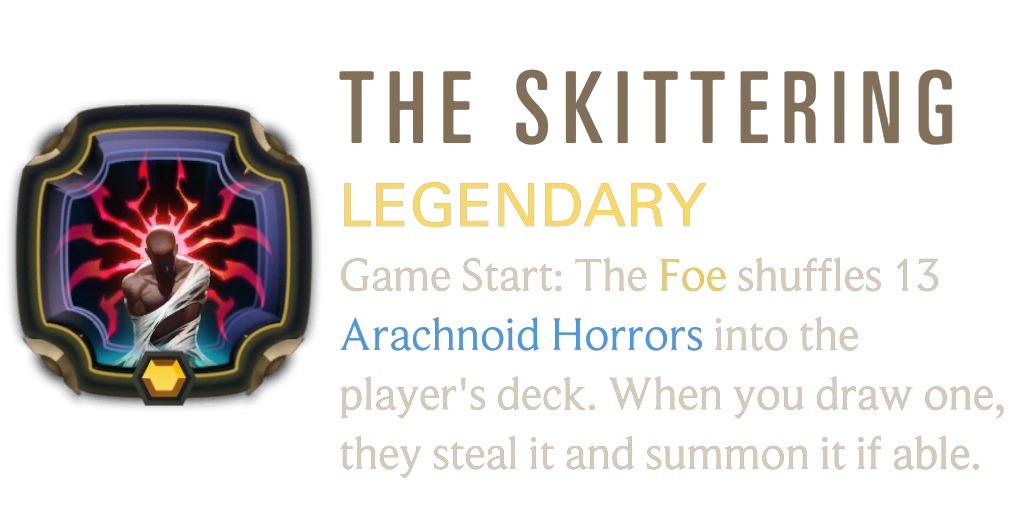 THE SKITTERING
LEGENDARY
Game Start: The Foe shuffles 13
Arachnoid Horrors into the
player's deck. When you draw one,
they steal it and summon it if able.